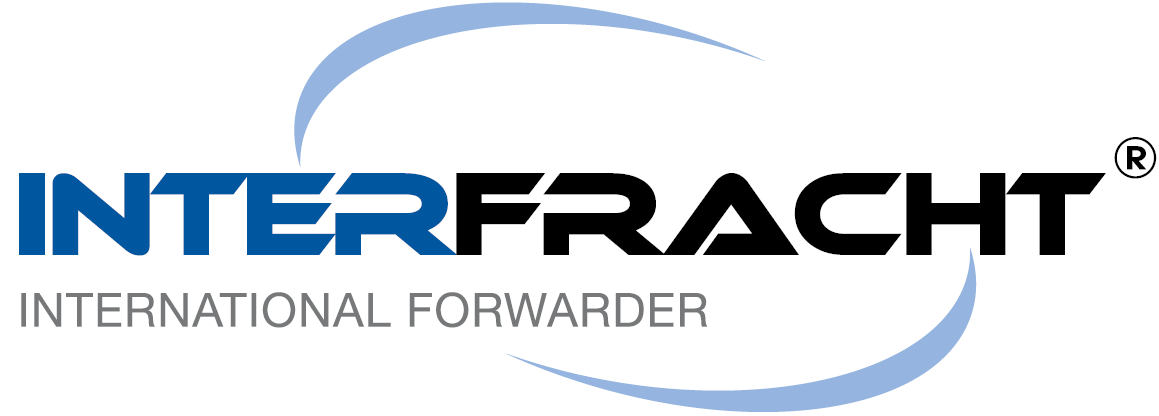 INTERFRACHT®
INTERNATIONAL FORWARDER